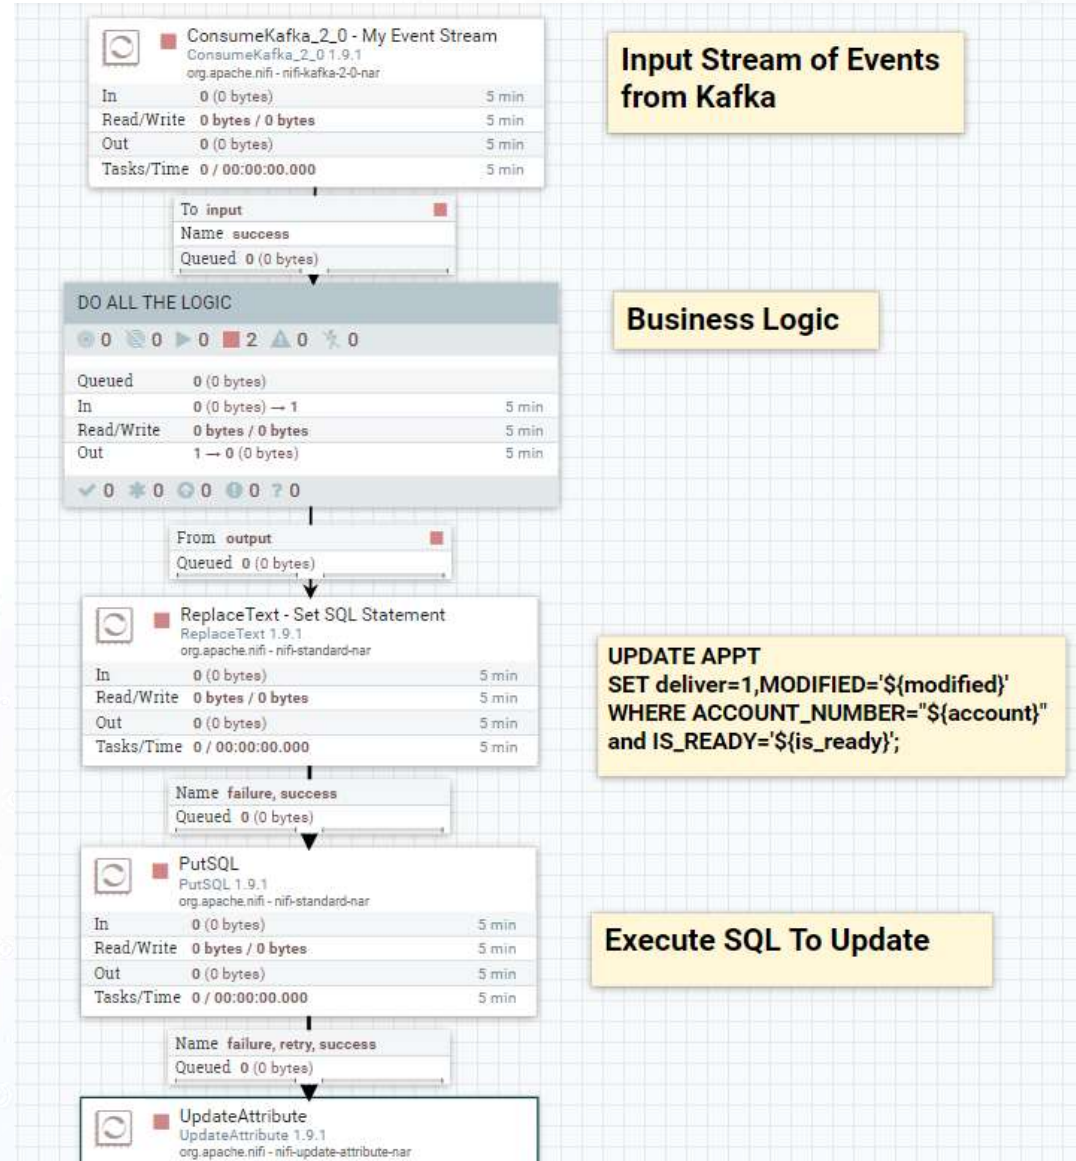 ConsumeKafka_2_0 - My Event Stream
ConsumeKafka_2_0 1.9.1
org.apache.nifi - nifi-kafka-2-0-nar
In 0 (0 bytes) 5 min
Read/Write 0 bytes / 0 bytes 5 min
Out 0 (0 bytes) 5 min
Tasks/Time 0 / 00:00:00.000 5 min
Input Stream of Events
from Kafka
To input
Name success
Queued 0 (0 bytes)
DO ALL THE LOGIC
0 0 0 2 0 0
Queued 0 (0 bytes)
In 0 (0 bytes) → 1 5 min
Read/Write 0 bytes / 0 bytes 5 min
Out 1 → 0 (0 bytes) 5 min
0 0 0 0 ? 0
Business Logic
From output
Queued 0 (0 bytes)
ReplaceText - Set SQL Statement
ReplaceText 1.9.1
org.apache.nifi - nifi-standard-nar
In 0 (0 bytes) 5 min
Read/Write 0 bytes / 0 bytes 5 min
Out 0 (0 bytes) 5 min
Tasks/Time 0 / 00:00:00.000 5 min
UPDATE APPT
SET deliver=1,MODIFIED='${modified}'
WHERE ACCOUNT_NUMBER="${account}"
and IS_READY='${is_ready}';
Name failure, success
Queued 0 (0 bytes)
PutSQL
PutSQL 1.9.1
org.apache.nifi - nifi-standard-nar
In 0 (0 bytes) 5 min
Read/Write 0 bytes / 0 bytes 5 min
Out 0 (0 bytes) 5 min
Tasks/Time 0 / 00:00:00.000 5 min
Execute SQL To Update
Name failure, retry, success
Queued 0 (0 bytes)
UpdateAttribute
UpdateAttribute 1.9.1
org.apache.nifi - nifi-update-attribute-nar